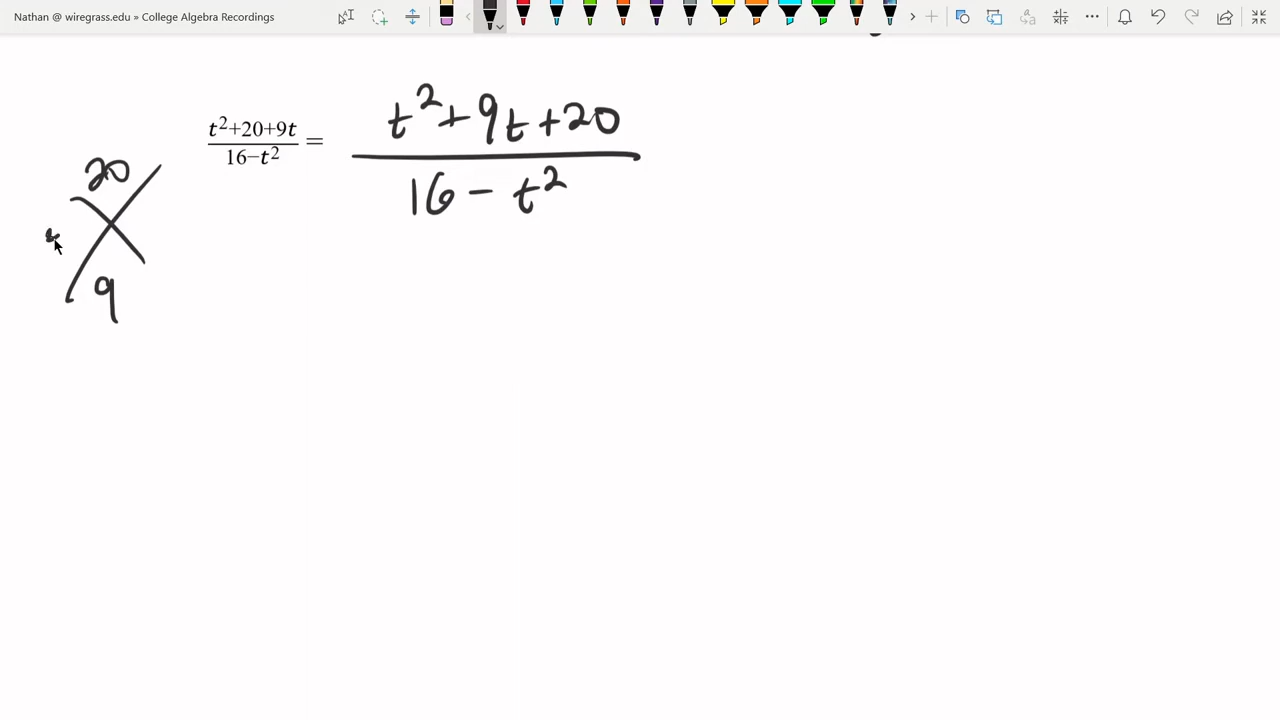 Nathan @ wiregrass.edu » College Algebra Recordings
t²+20+9t
16−t²
=
t²+9t+20
16 − t²
20
9